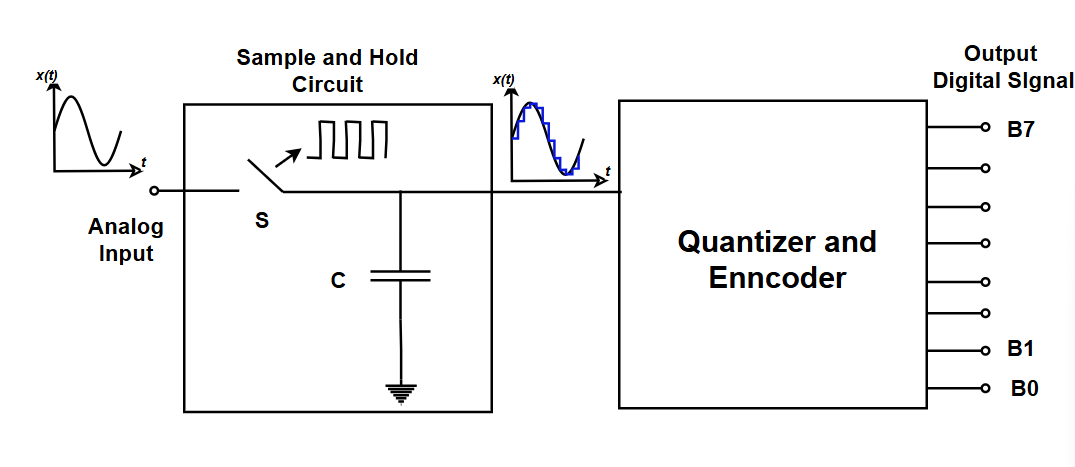 Sample and Hold
Circuit
Output
Digital SIgnal
x(t)
t
x(t)
t
B7
Analog
Input
S
C
Quantizer and
Enncoder
B1
B0